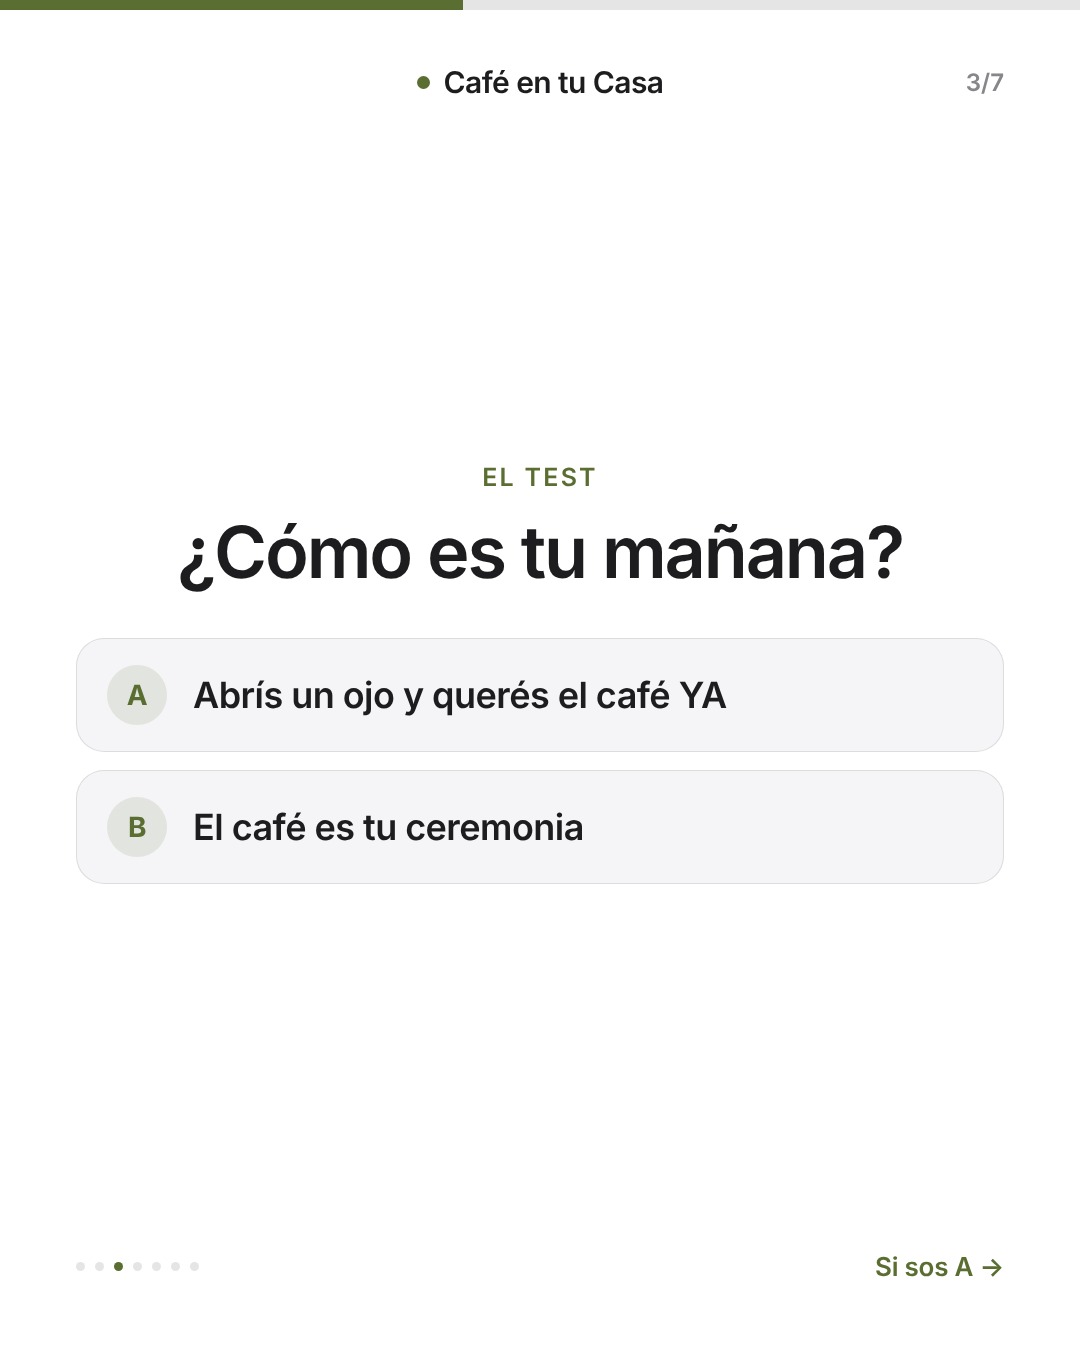 Café en tu Casa
3/7
EL TEST
¿Cómo es tu mañana?
A Abrís un ojo y querés el café YA
B El café es tu ceremonia
Si sos A →